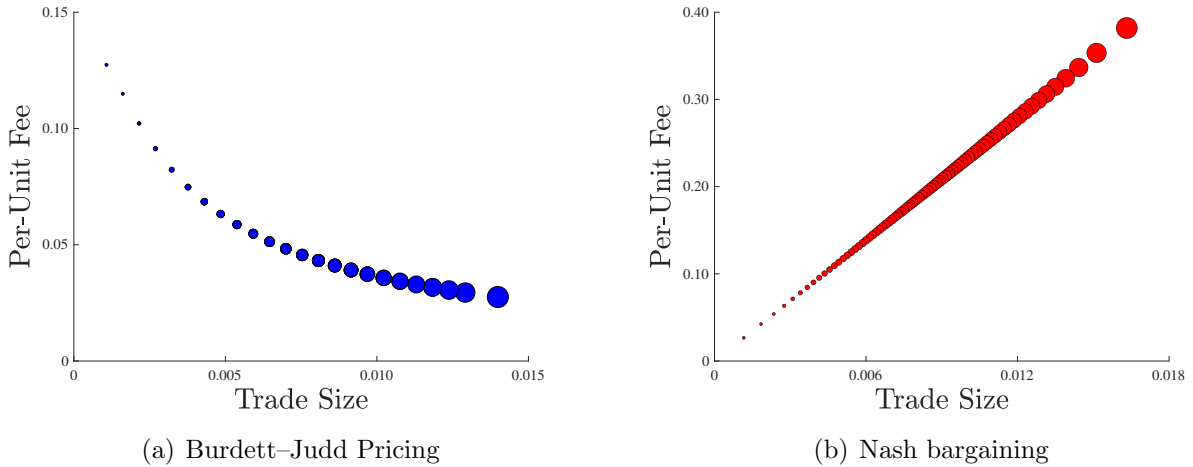 0.15
0.10
0.05
0
Per-Unit Fee
0
0.005
0.010
0.015
Trade Size
(a) Burdett–Judd Pricing
0.40
0.30
0.20
0.10
0
Per-Unit Fee
0
0.006
0.012
0.018
Trade Size
(b) Nash bargaining